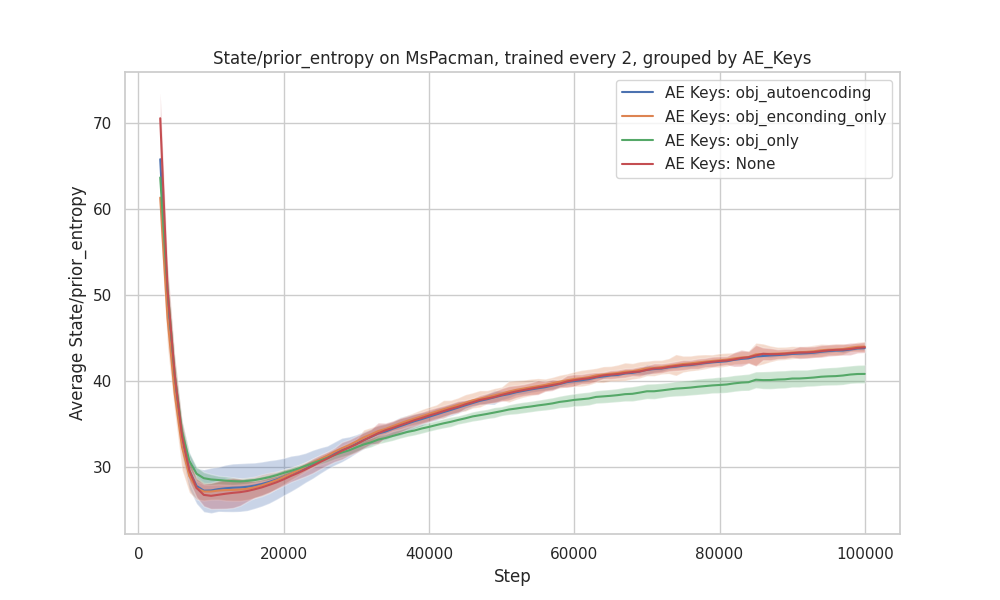 State/prior_entropy on MsPacman, trained every 2, grouped by AE_Keys
AE Keys: obj_autoencoding
AE Keys: obj_enconding_only
AE Keys: obj_only
AE Keys: None
Average State/prior_entropy
70
60
50
40
30
0
20000
40000
60000
80000
100000
Step